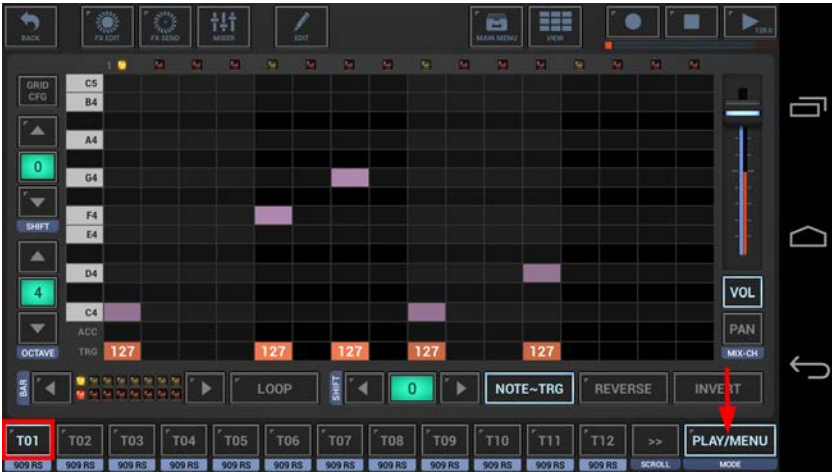 BACK FX EDIT FX SEND MIXER EDIT MAIN MENU VIEW 128.0
1
GRID CFG
C5
B4
A4
0
G4
SHIFT
F4
E4
D4
4
VOL
C4
ACC
PAN
OCTAVE TRG 127 127 127 127 127 MIX-CH
BAR LOOP SHIFT 0 NOTE~TRG REVERSE INVERT
T01 T02 T03 T04 T05 T06 T07 T08 T09 T10 T11 T12 >> PLAY/MENU
909 RS 909 RS 909 RS 909 RS 909 RS 909 RS 909 RS 909 RS 909 RS 909 RS 909 RS 909 RS SCROLL MODE